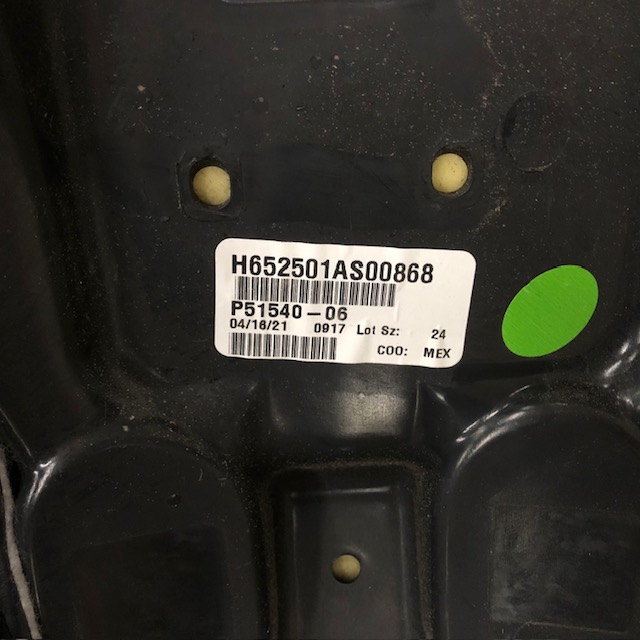 H652501AS00868
P51540-06
04/16/21 0917 Lot Sz: 24
COO: MEX